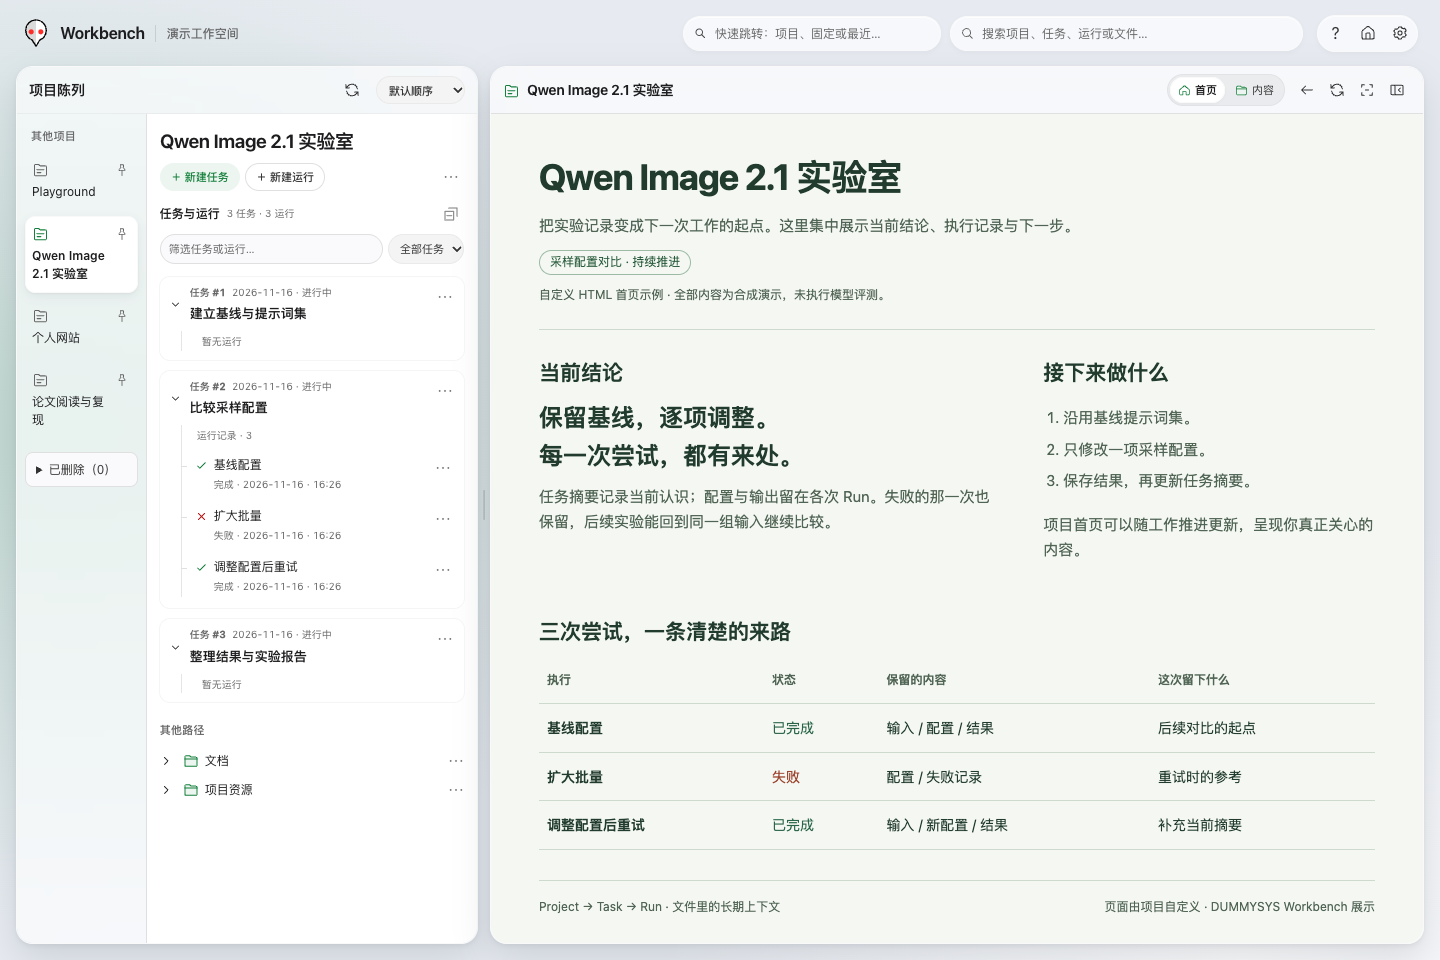 Workbench
演示工作空间
快速跳转：项目、固定或最近...
搜索项目、任务、运行或文件...
?
项目阵列
默认顺序
其他项目
Playground
Qwen Image
2.1 实验室
个人网站
论文阅读与复
现
已删除（0）
Qwen Image 2.1 实验室
+ 新建任务
+ 新建运行
任务与运行 3 任务 · 3 运行
筛选任务或运行...
全部任务
任务 #1 2026-11-16 · 进行中
建立基线与提示词集
暂无运行
任务 #2 2026-11-16 · 进行中
比较采样配置
运行记录 · 3
基线配置
完成 · 2026-11-16 · 16:26
扩大批量
失败 · 2026-11-16 · 16:26
调整配置后重试
完成 · 2026-11-16 · 16:26
任务 #3 2026-11-16 · 进行中
整理结果与实验报告
暂无运行
其他路径
文档
项目资源
Qwen Image 2.1 实验室
首页
内容
Qwen Image 2.1 实验室
把实验记录变成下一次工作的起点。这里集中展示当前结论、执行记录与下一步。
采样配置对比 · 持续推进
自定义 HTML 首页示例 · 全部内容为合成演示，未执行模型评测。
当前结论
保留基线，逐项调整。
每一次尝试，都有来处。
任务摘要记录当前认识；配置与输出留在各次 Run。失败的那一次也
保留，后续实验能回到同一组输入继续比较。
接下来做什么
1. 沿用基线提示词集。
2. 只修改一项采样配置。
3. 保存结果，再更新任务摘要。
项目首页可以随工作推进更新，呈现你真正关心的
内容。
三次尝试，一条清楚的来路
执行 状态 保留的内容 这次留下什么
基线配置 已完成 输入 / 配置 / 结果 后续对比的起点
扩大批量 失败 配置 / 失败记录 重试时的参考
调整配置后重试 已完成 输入 / 新配置 / 结果 补充当前摘要
Project → Task → Run · 文件里的长期上下文
页面由项目自定义 · DUMMYSYS Workbench 展示